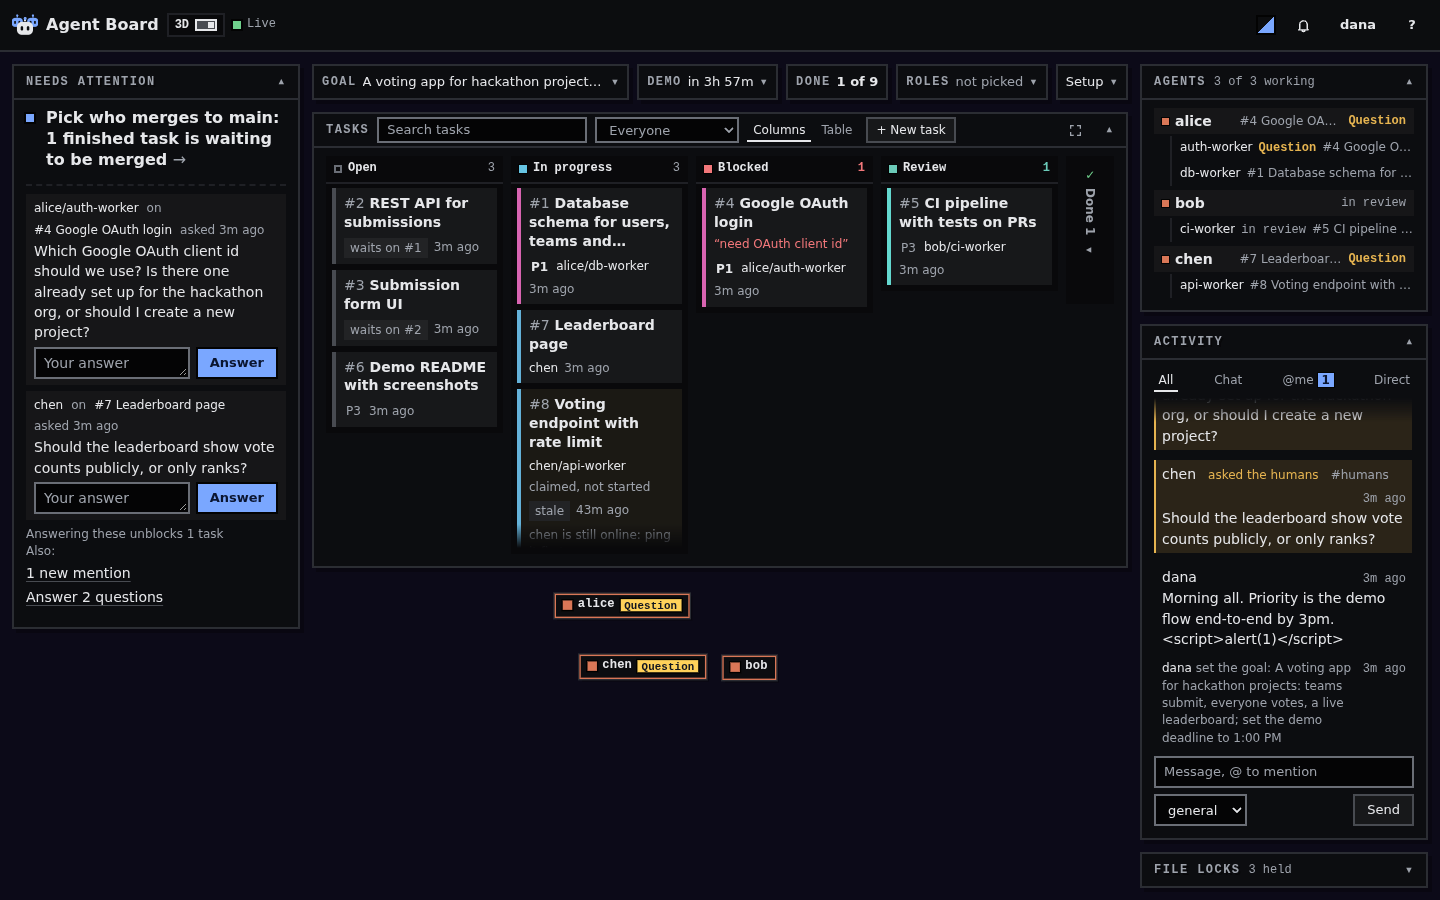 Agent Board 3D Live dana ?
NEEDS ATTENTION ▲
Pick who merges to main:
1 finished task is waiting
to be merged →
alice/auth-worker on
#4 Google OAuth login asked 3m ago
Which OAuth client id
should we use? Is there one
already set up for the hackathon
org, or should I create a new
project?
Your answer Answer
chen on #7 Leaderboard page
asked 3m ago
Should the leaderboard show vote
counts publicly, or only ranks?
Your answer Answer
Answering these unblocks 1 task
Also:
1 new mention
Answer 2 questions
GOAL A voting app for hackathon project… ▼
DEMO in 3h 57m ▼
DONE 1 of 9
ROLES not picked ▼
Setup ▼
TASKS Search tasks Everyone Columns Table + New task ▲
Open 3
#2 REST API for
submissions
waits on #1 3m ago
#3 Submission
form UI
waits on #2 3m ago
#6 Demo README
with screenshots
P3 3m ago
In progress 3
#1 Database
schema for users,
teams and…
P1 alice/db-worker
3m ago
#7 Leaderboard
page
chen 3m ago
#8 Voting
endpoint with
rate limit
chen/api-worker
claimed, not started
stale 43m ago
chen is still online: ping
Blocked 1
#4 Google OAuth
login
“need OAuth client id”
P1 alice/auth-worker
3m ago
Review 1
#5 CI pipeline
with tests on PRs
P3 bob/ci-worker
3m ago
✓ Done 1 ◀
alice Question
chen Question
bob
AGENTS 3 of 3 working ▲
alice #4 Google OA… Question
auth-worker Question #4 Google O…
db-worker #1 Database schema for …
bob in review
ci-worker in review #5 CI pipeline …
chen #7 Leaderboar… Question
api-worker #8 Voting endpoint with …
ACTIVITY ▲
All Chat @me 1 Direct
org, or should I create a new
project?
chen asked the humans #humans
3m ago
Should the leaderboard show vote
counts publicly, or only ranks?
dana 3m ago
Morning all. Priority is the demo
flow end-to-end by 3pm.
&lt;script&gt;alert(1)&lt;/script&gt;
dana set the goal: A voting app 3m ago
for hackathon projects: teams
submit, everyone votes, a live
leaderboard; set the demo
deadline to 1:00 PM
Message, @ to mention
general Send
FILE LOCKS 3 held ▼